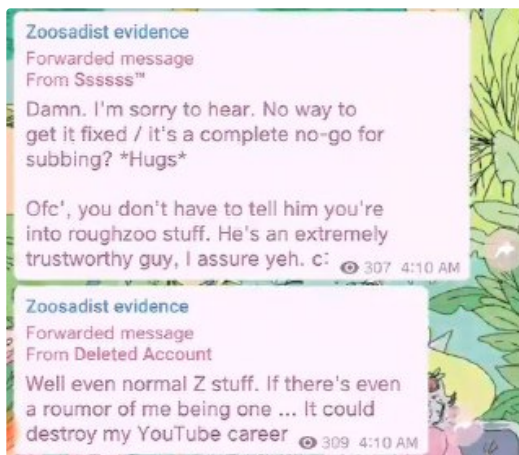 Zoosadist evidence
Forwarded message
From Ssssss™
Damn. I'm sorry to hear. No way to
get it fixed / it's a complete no-go for
subbing? *Hugs*
Ofc', you don't have to tell him you're
into roughzoo stuff. He's an extremely
trustworthy guy, I assure yeh. c:
307 4:10 AM
Zoosadist evidence
Forwarded message
From Deleted Account
Well even normal Z stuff. If there's even
a roumor of me being one ... It could
destroy my YouTube career
309 4:10 AM